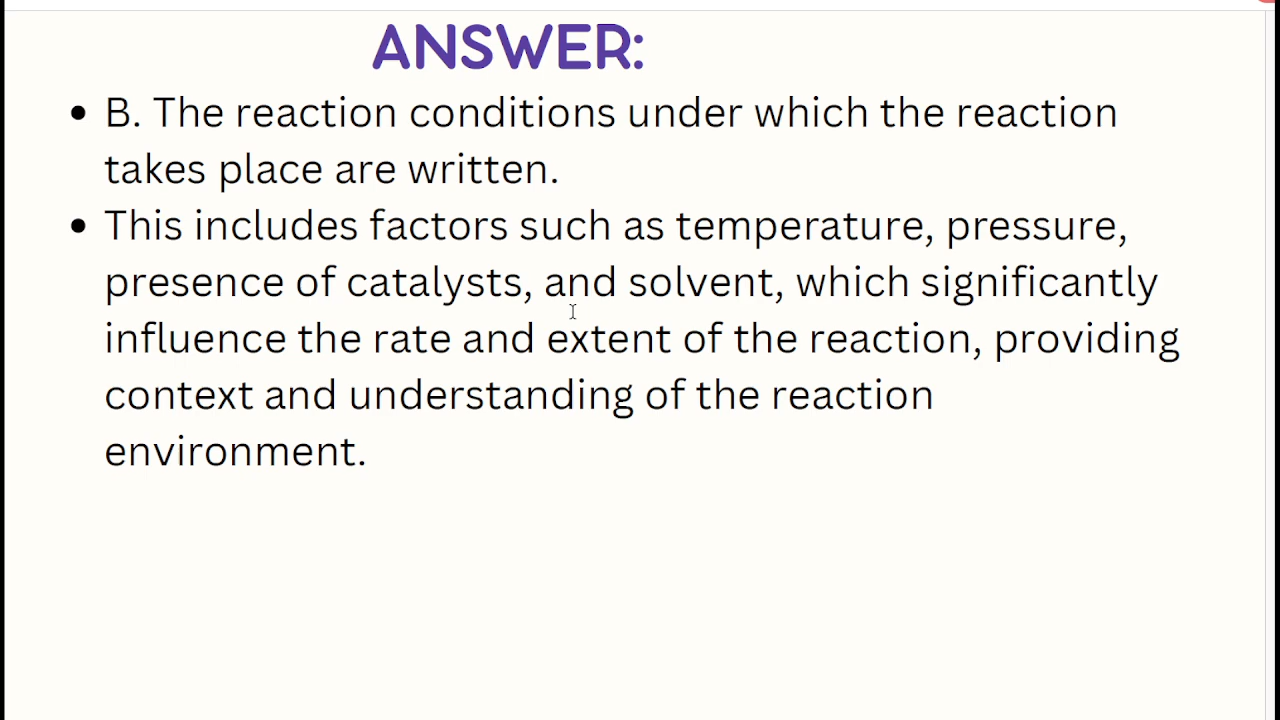 ANSWER:
• B. The reaction conditions under which the reaction
takes place are written.
• This includes factors such as temperature, pressure,
presence of catalysts, and solvent, which significantly
influence the rate and extent of the reaction, providing
context and understanding of the reaction
environment.